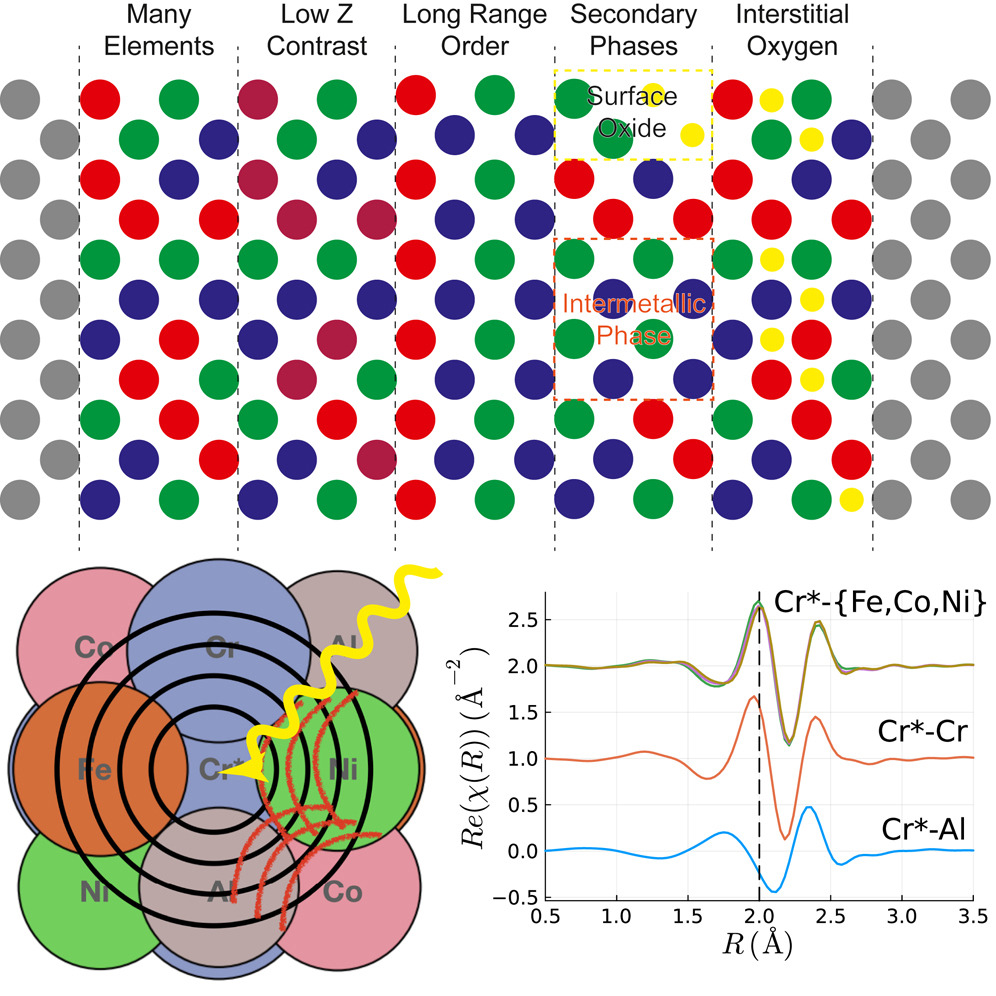 Many
Elements
Low Z
Contrast
Long Range
Order
Secondary
Phases
Interstitial
Oxygen
Surface
Oxide
Intermetallic
Phase
Co
Cr
Al
Fe
Cr*
Ni
Ni
Al
Co
Cr*-{Fe,Co,Ni}
Cr*-Cr
Cr*-Al
Re(χ(R)) (Å⁻²)
2.5
2.0
1.5
1.0
0.5
0.0
−0.5
0.5 1.0 1.5 2.0 2.5 3.0 3.5
R (Å)